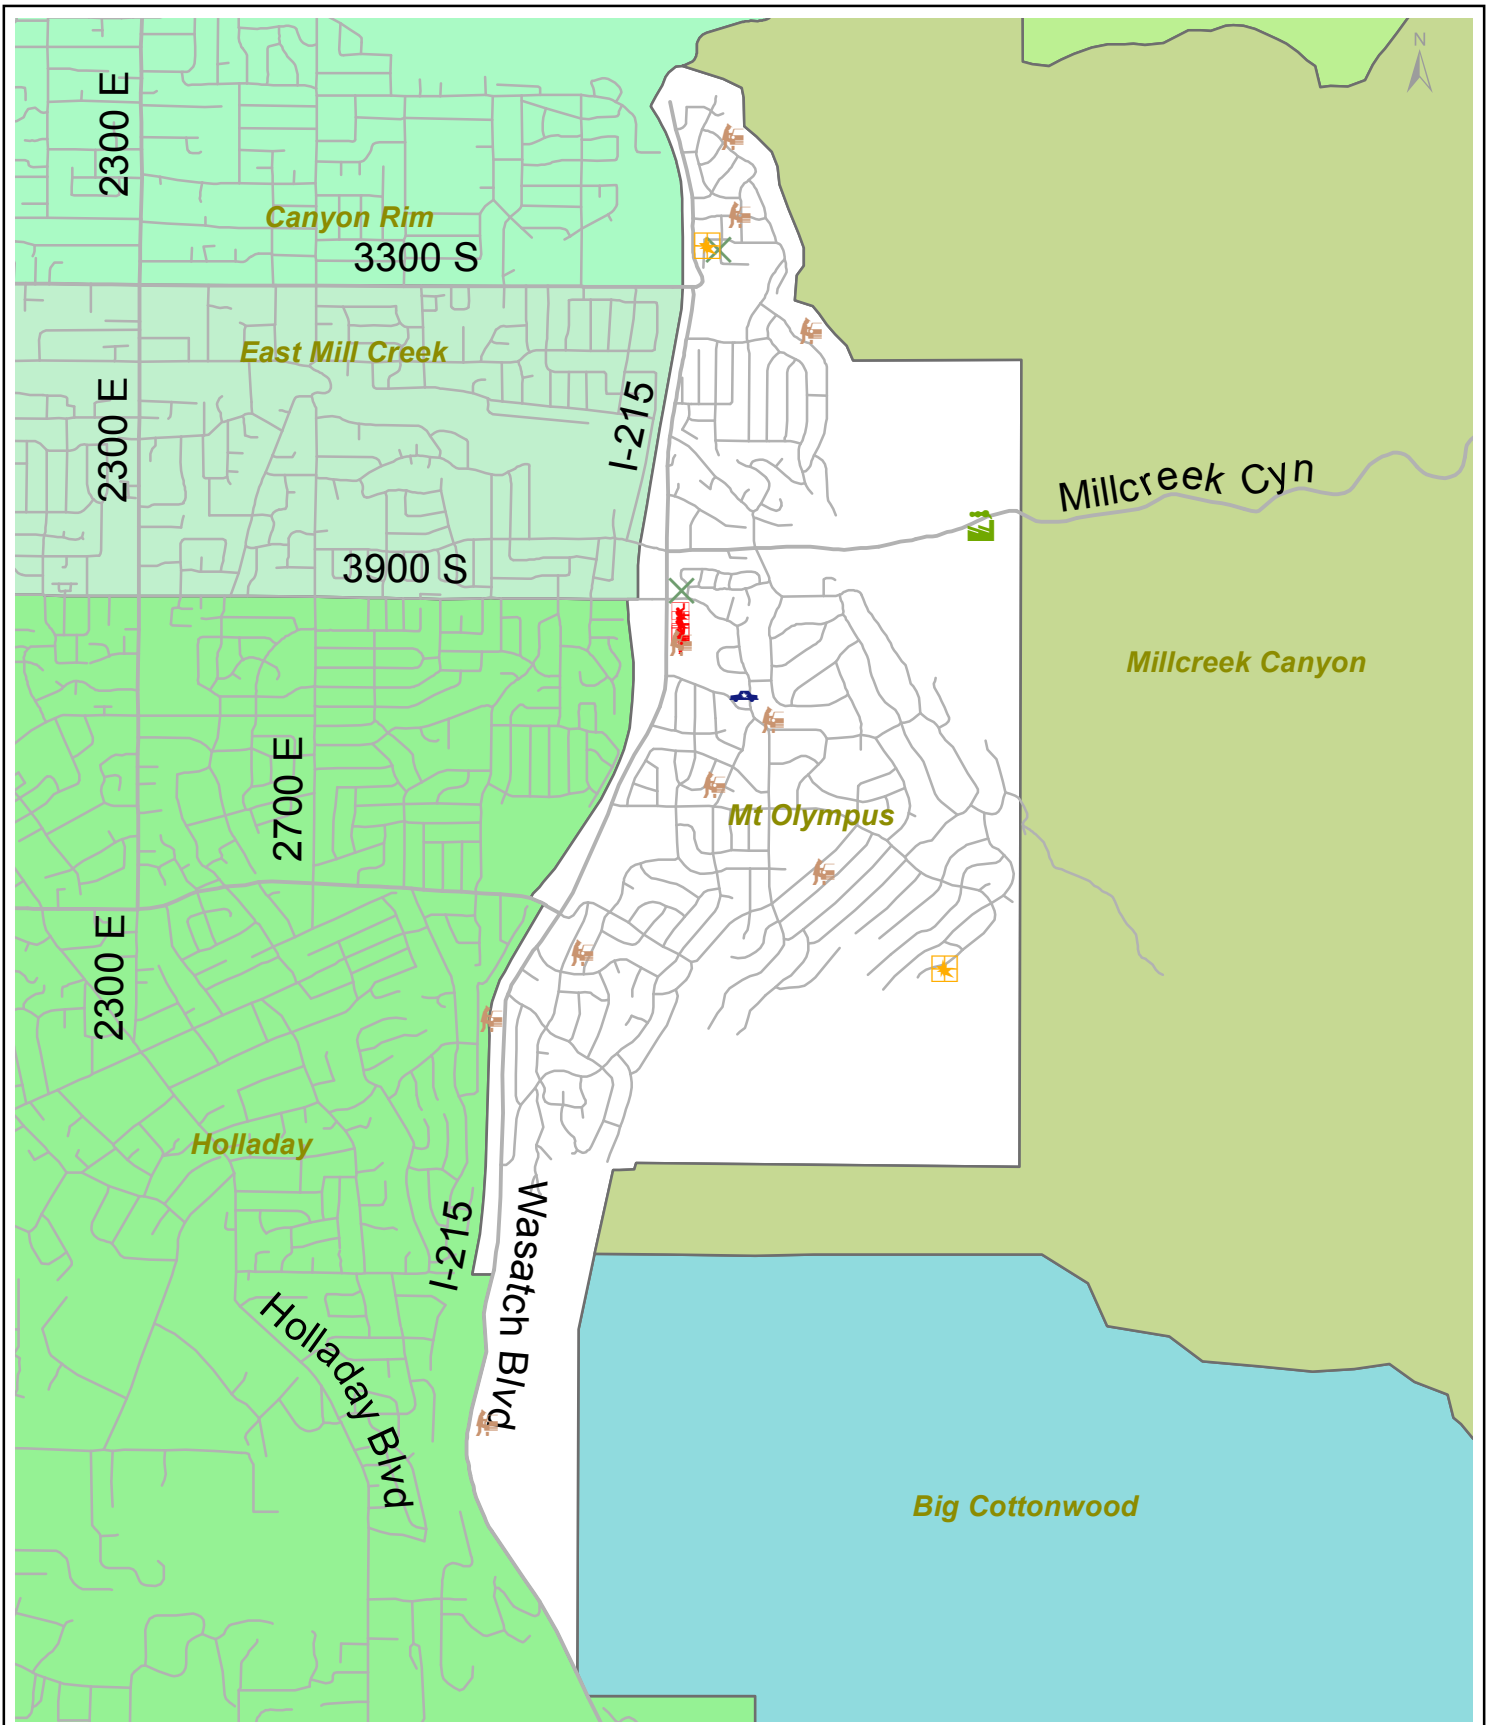 N
2300 E
Canyon Rim
3300 S
East Mill Creek
2300 E
I-215
Millcreek Cyn
3900 S
Millcreek Canyon
2700 E
Mt Olympus
2300 E
Holladay
I-215
Wasatch Blvd
Holladay Blvd
Big Cottonwood